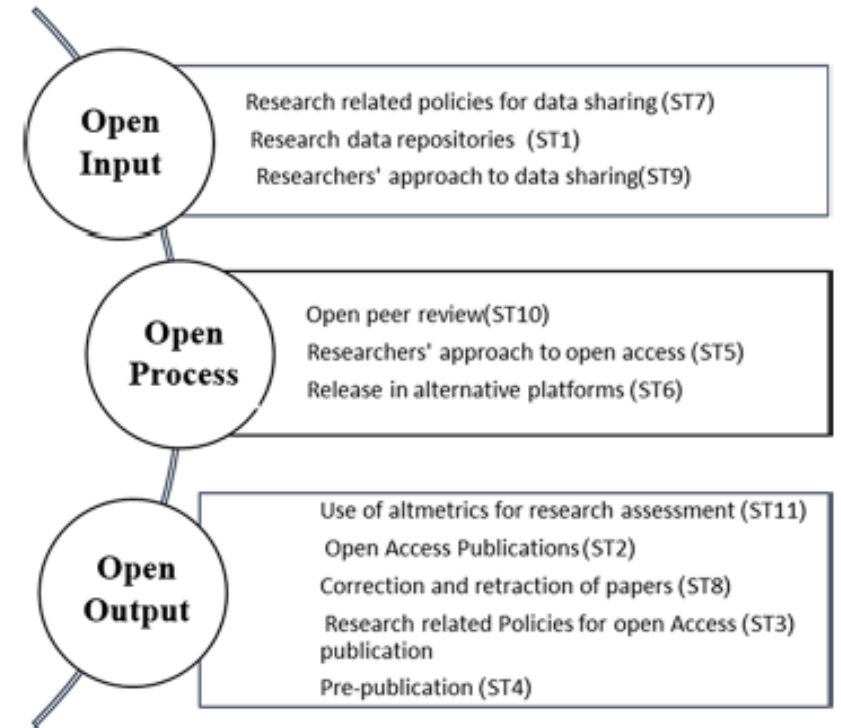 Open
Input
Research related policies for data sharing (ST7)
Research data repositories (ST1)
Researchers' approach to data sharing(ST9)
Open
Process
Open peer review(ST10)
Researchers' approach to open access (ST5)
Release in alternative platforms (ST6)
Open
Output
Use of altmetrics for research assessment (ST11)
Open Access Publications (ST2)
Correction and retraction of papers (ST8)
Research related Policies for open Access (ST3)
publication
Pre-publication (ST4)